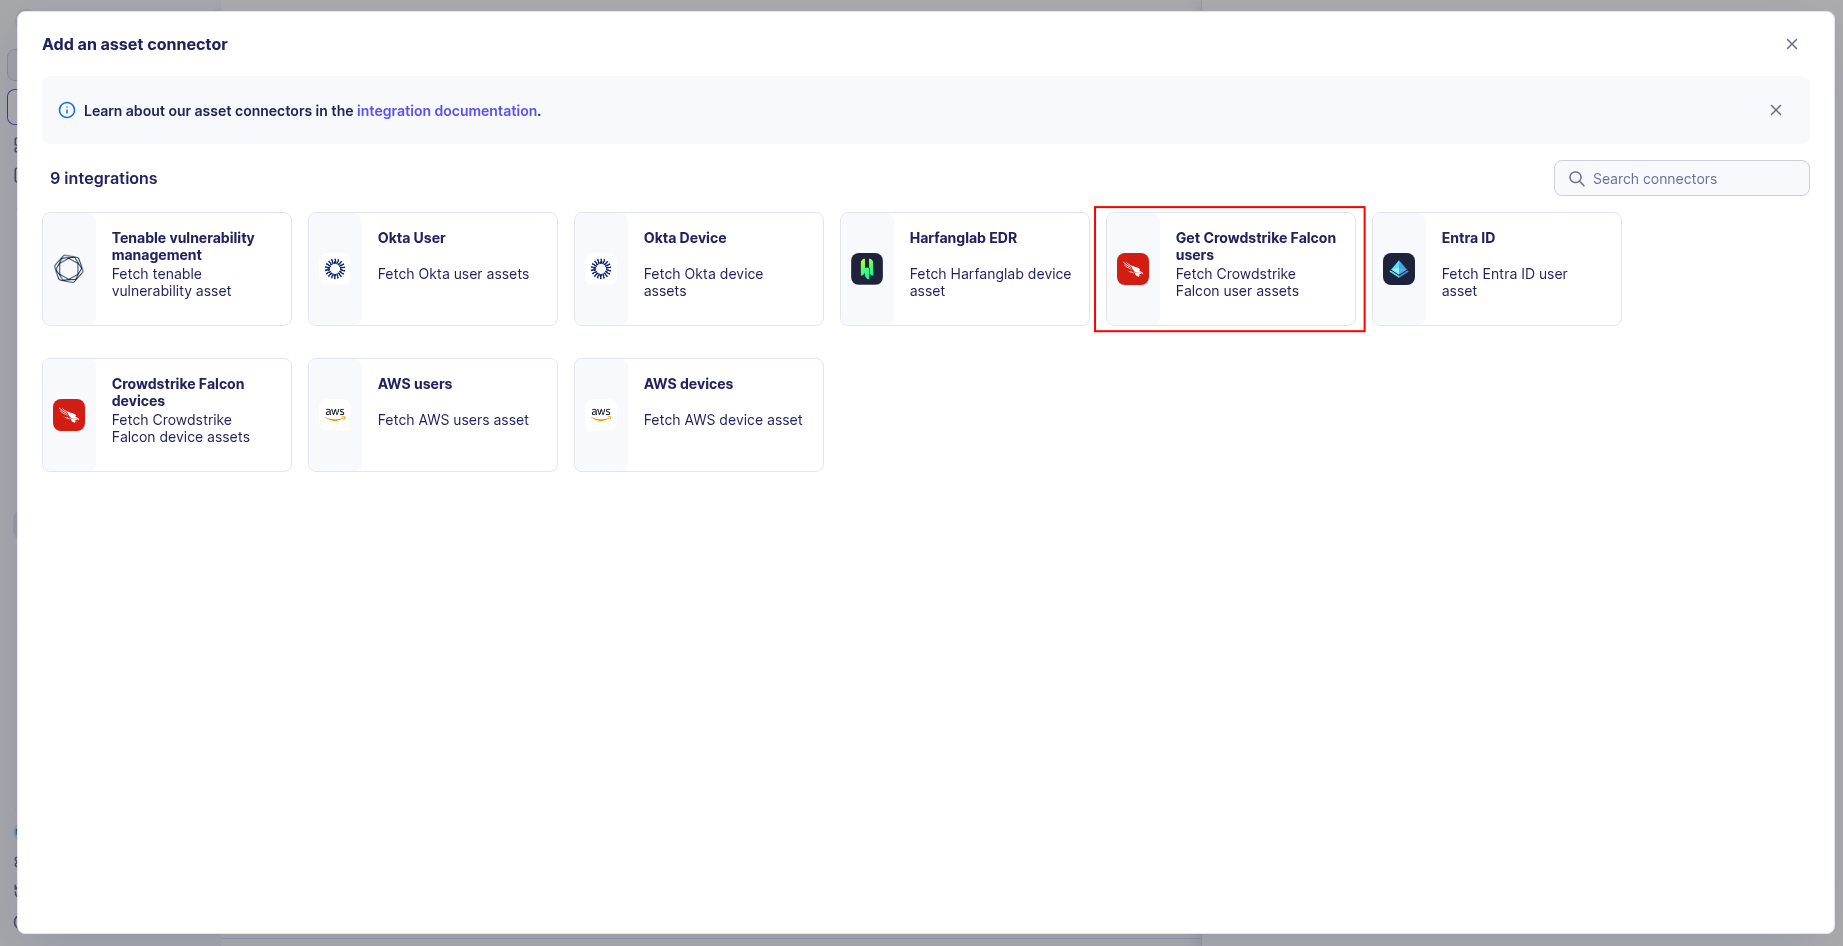 Add an asset connector
Learn about our asset connectors in the integration documentation.
9 integrations
Search connectors
Tenable vulnerability
management
Fetch tenable
vulnerability asset
Okta User
Fetch Okta user assets
Okta Device
Fetch Okta device
assets
Harfanglab EDR
Fetch Harfanglab device
asset
Get Crowdstrike Falcon
users
Fetch Crowdstrike
Falcon user assets
Entra ID
Fetch Entra ID user
asset
Crowdstrike Falcon
devices
Fetch Crowdstrike
Falcon device assets
aws
AWS users
Fetch AWS users asset
aws
AWS devices
Fetch AWS device asset